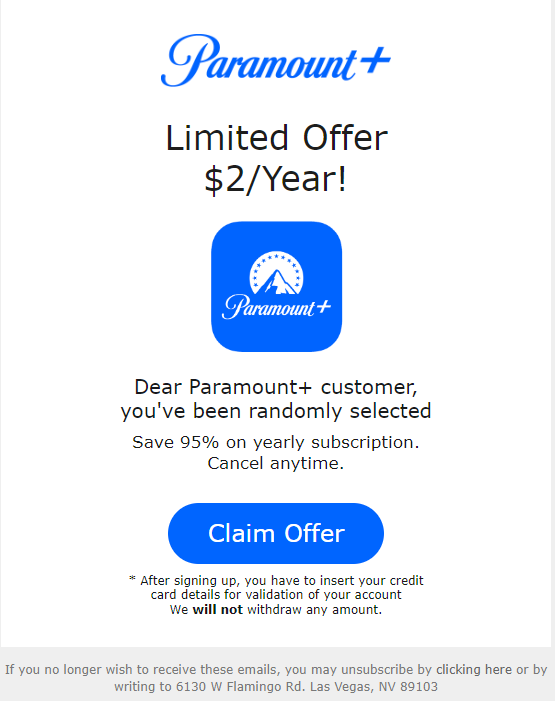 Paramount+
Limited Offer
$2/Year!
Paramount+
Dear Paramount+ customer,
you've been randomly selected
Save 95% on yearly subscription.
Cancel anytime.
Claim Offer
* After signing up, you have to insert your credit
card details for validation of your account
We will not withdraw any amount.
If you no longer wish to receive these emails, you may unsubscribe by clicking here or by
writing to 6130 W Flamingo Rd. Las Vegas, NV 89103